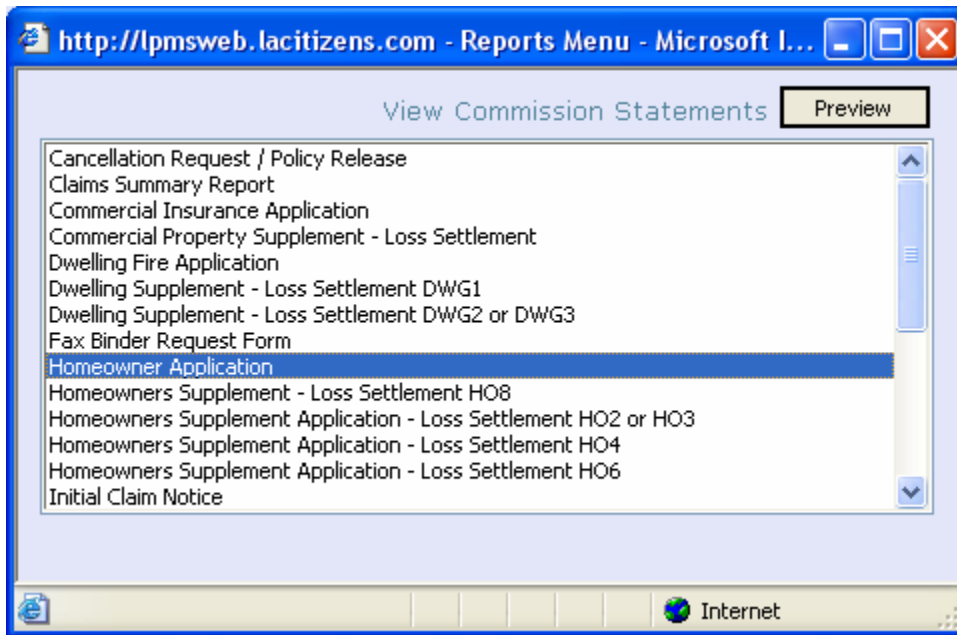 http://lpmsweb.lacitizens.com - Reports Menu - Microsoft I...
View Commission Statements Preview
Cancellation Request / Policy Release
Claims Summary Report
Commercial Insurance Application
Commercial Property Supplement - Loss Settlement
Dwelling Fire Application
Dwelling Supplement - Loss Settlement DWG1
Dwelling Supplement - Loss Settlement DWG2 or DWG3
Fax Binder Request Form
Homeowner Application
Homeowners Supplement - Loss Settlement HO8
Homeowners Supplement Application - Loss Settlement HO2 or HO3
Homeowners Supplement Application - Loss Settlement HO4
Homeowners Supplement Application - Loss Settlement HO6
Initial Claim Notice
Internet